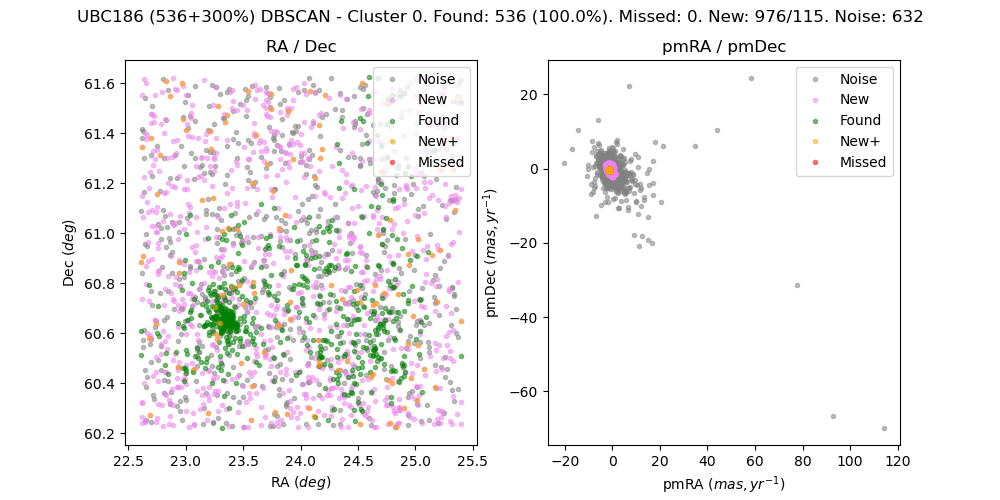 UBC186 (536+300%) DBSCAN - Cluster 0. Found: 536 (100.0%). Missed: 0. New: 976/115. Noise: 632
RA / Dec
pmRA / pmDec
Noise
New
Found
New+
Missed
Noise
New
Found
New+
Missed
61.6
61.4
61.2
61.0
60.8
60.6
60.4
60.2
Dec (deg)
22.5 23.0 23.5 24.0 24.5 25.0 25.5
RA (deg)
20
0
−20
−40
−60
pmDec (mas, yr⁻¹)
−20 0 20 40 60 80 100 120
pmRA (mas, yr⁻¹)